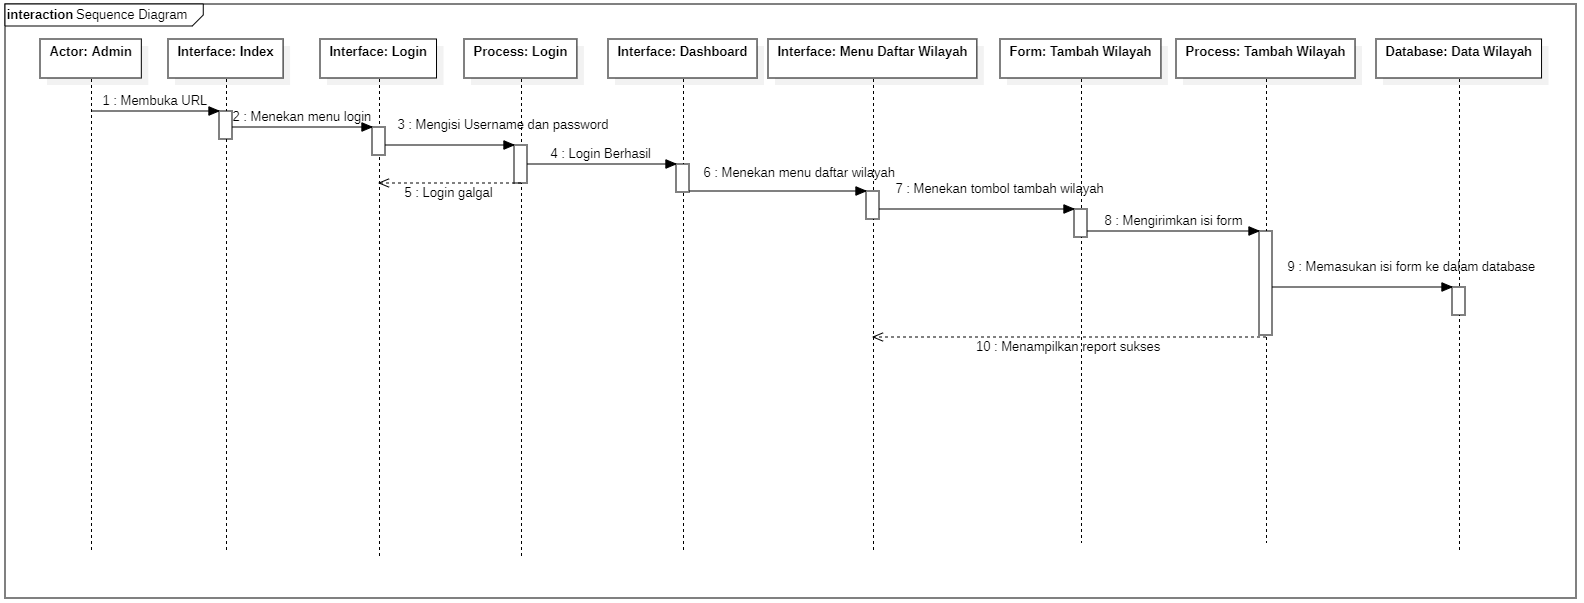 interaction Sequence Diagram
Actor: Admin
Interface: Index
Interface: Login
Process: Login
Interface: Dashboard
Interface: Menu Daftar Wilayah
Form: Tambah Wilayah
Process: Tambah Wilayah
Database: Data Wilayah
1 : Membuka URL
2 : Menekan menu login
3 : Mengisi Username dan password
4 : Login Berhasil
5 : Login galgal
6 : Menekan menu daftar wilayah
7 : Menekan tombol tambah wilayah
8 : Mengirimkan isi form
9 : Memasukan isi form ke dalam database
10 : Menampilkan report sukses